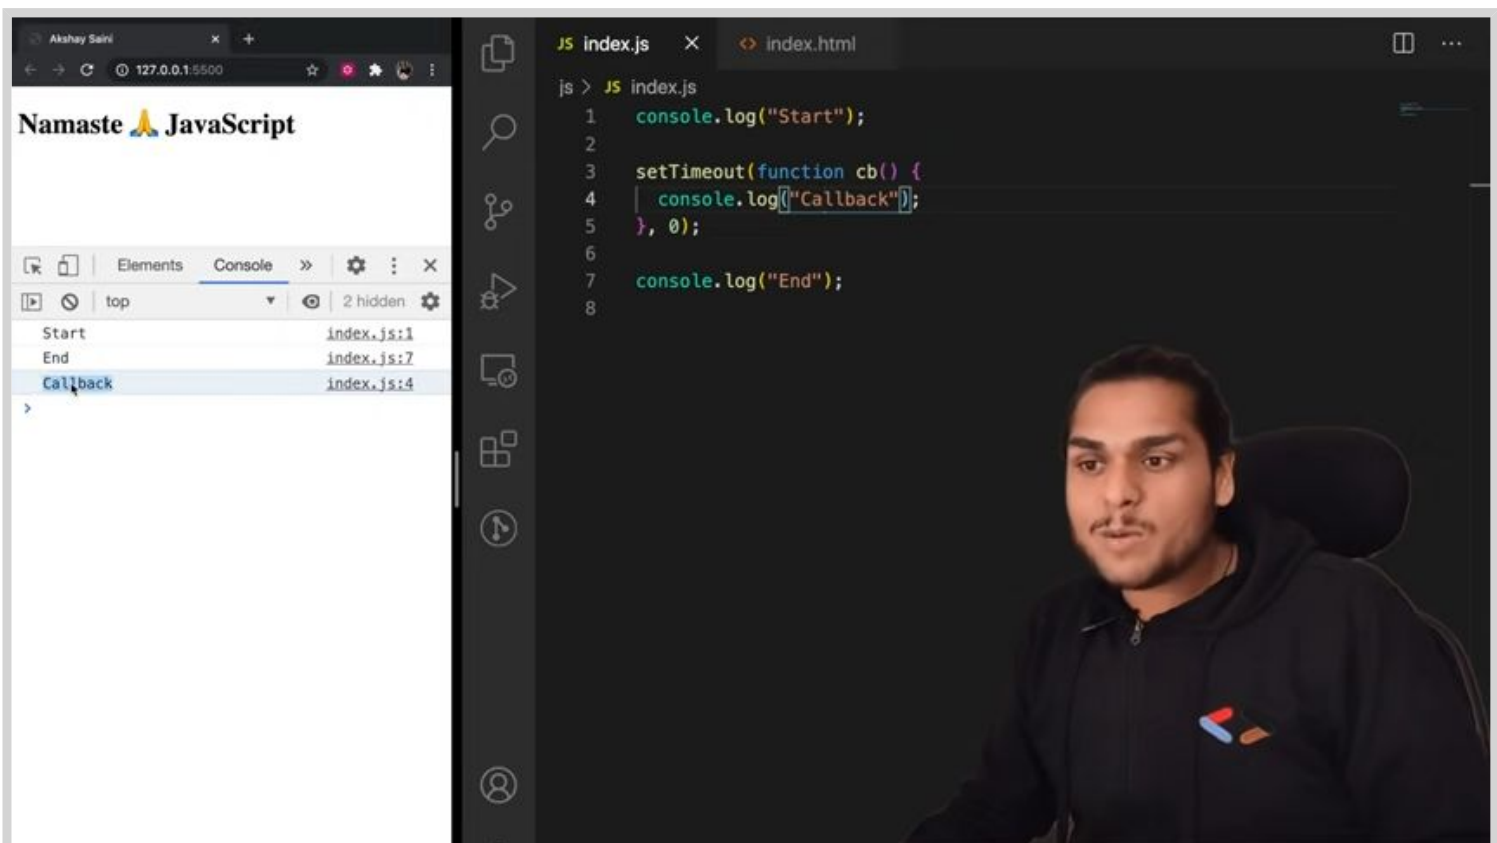 Akshay Saini
127.0.0.1:5500
Namaste 🙏 JavaScript
Elements Console »
top 2 hidden
Start index.js:1
End index.js:7
Callback index.js:4
JS index.js index.html
js > JS index.js
1 console.log("Start");
2
3 setTimeout(function cb() {
4 console.log("Callback");
5 }, 0);
6
7 console.log("End");
8